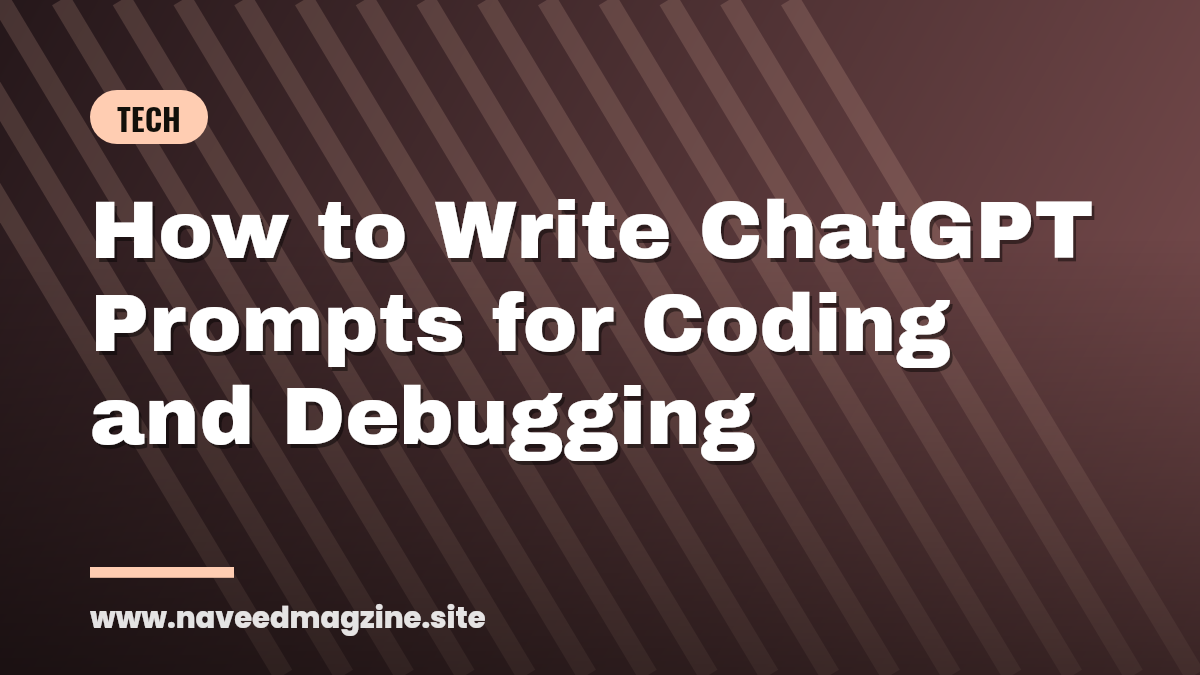 TECH
How to Write ChatGPT
Prompts for Coding
and Debugging
www.naveedmagzine.site